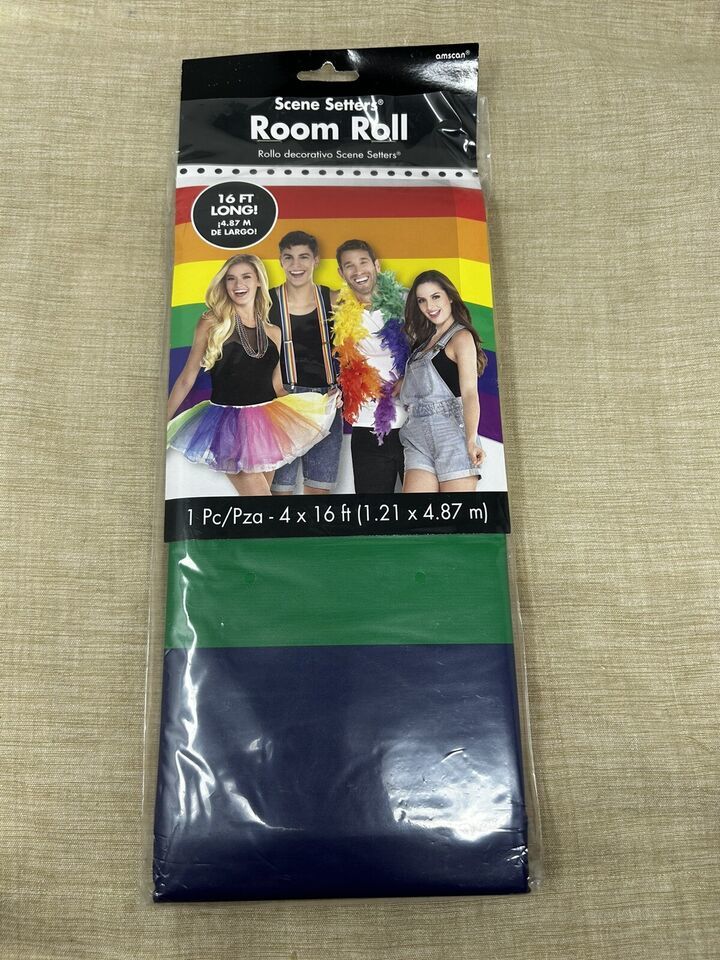 amscan®
Scene Setters®
Room Roll
Rollo decorativo Scene Setters®
16 FT
LONG!
¡4.87 M
DE LARGO!
1 Pc/Pza - 4 x 16 ft (1.21 x 4.87 m)